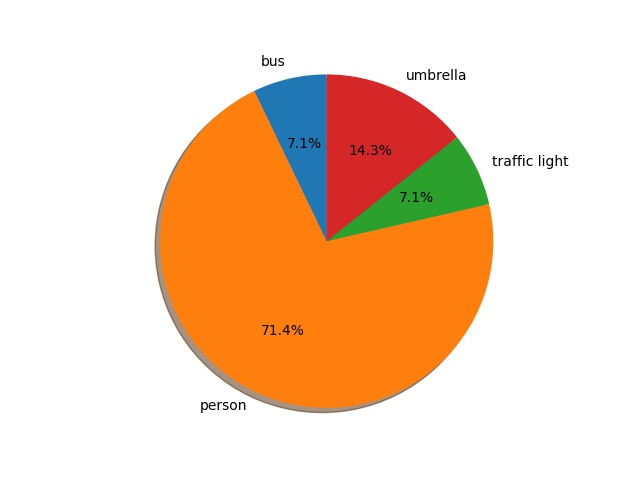 bus
umbrella
7.1%
14.3%
traffic light
7.1%
71.4%
person